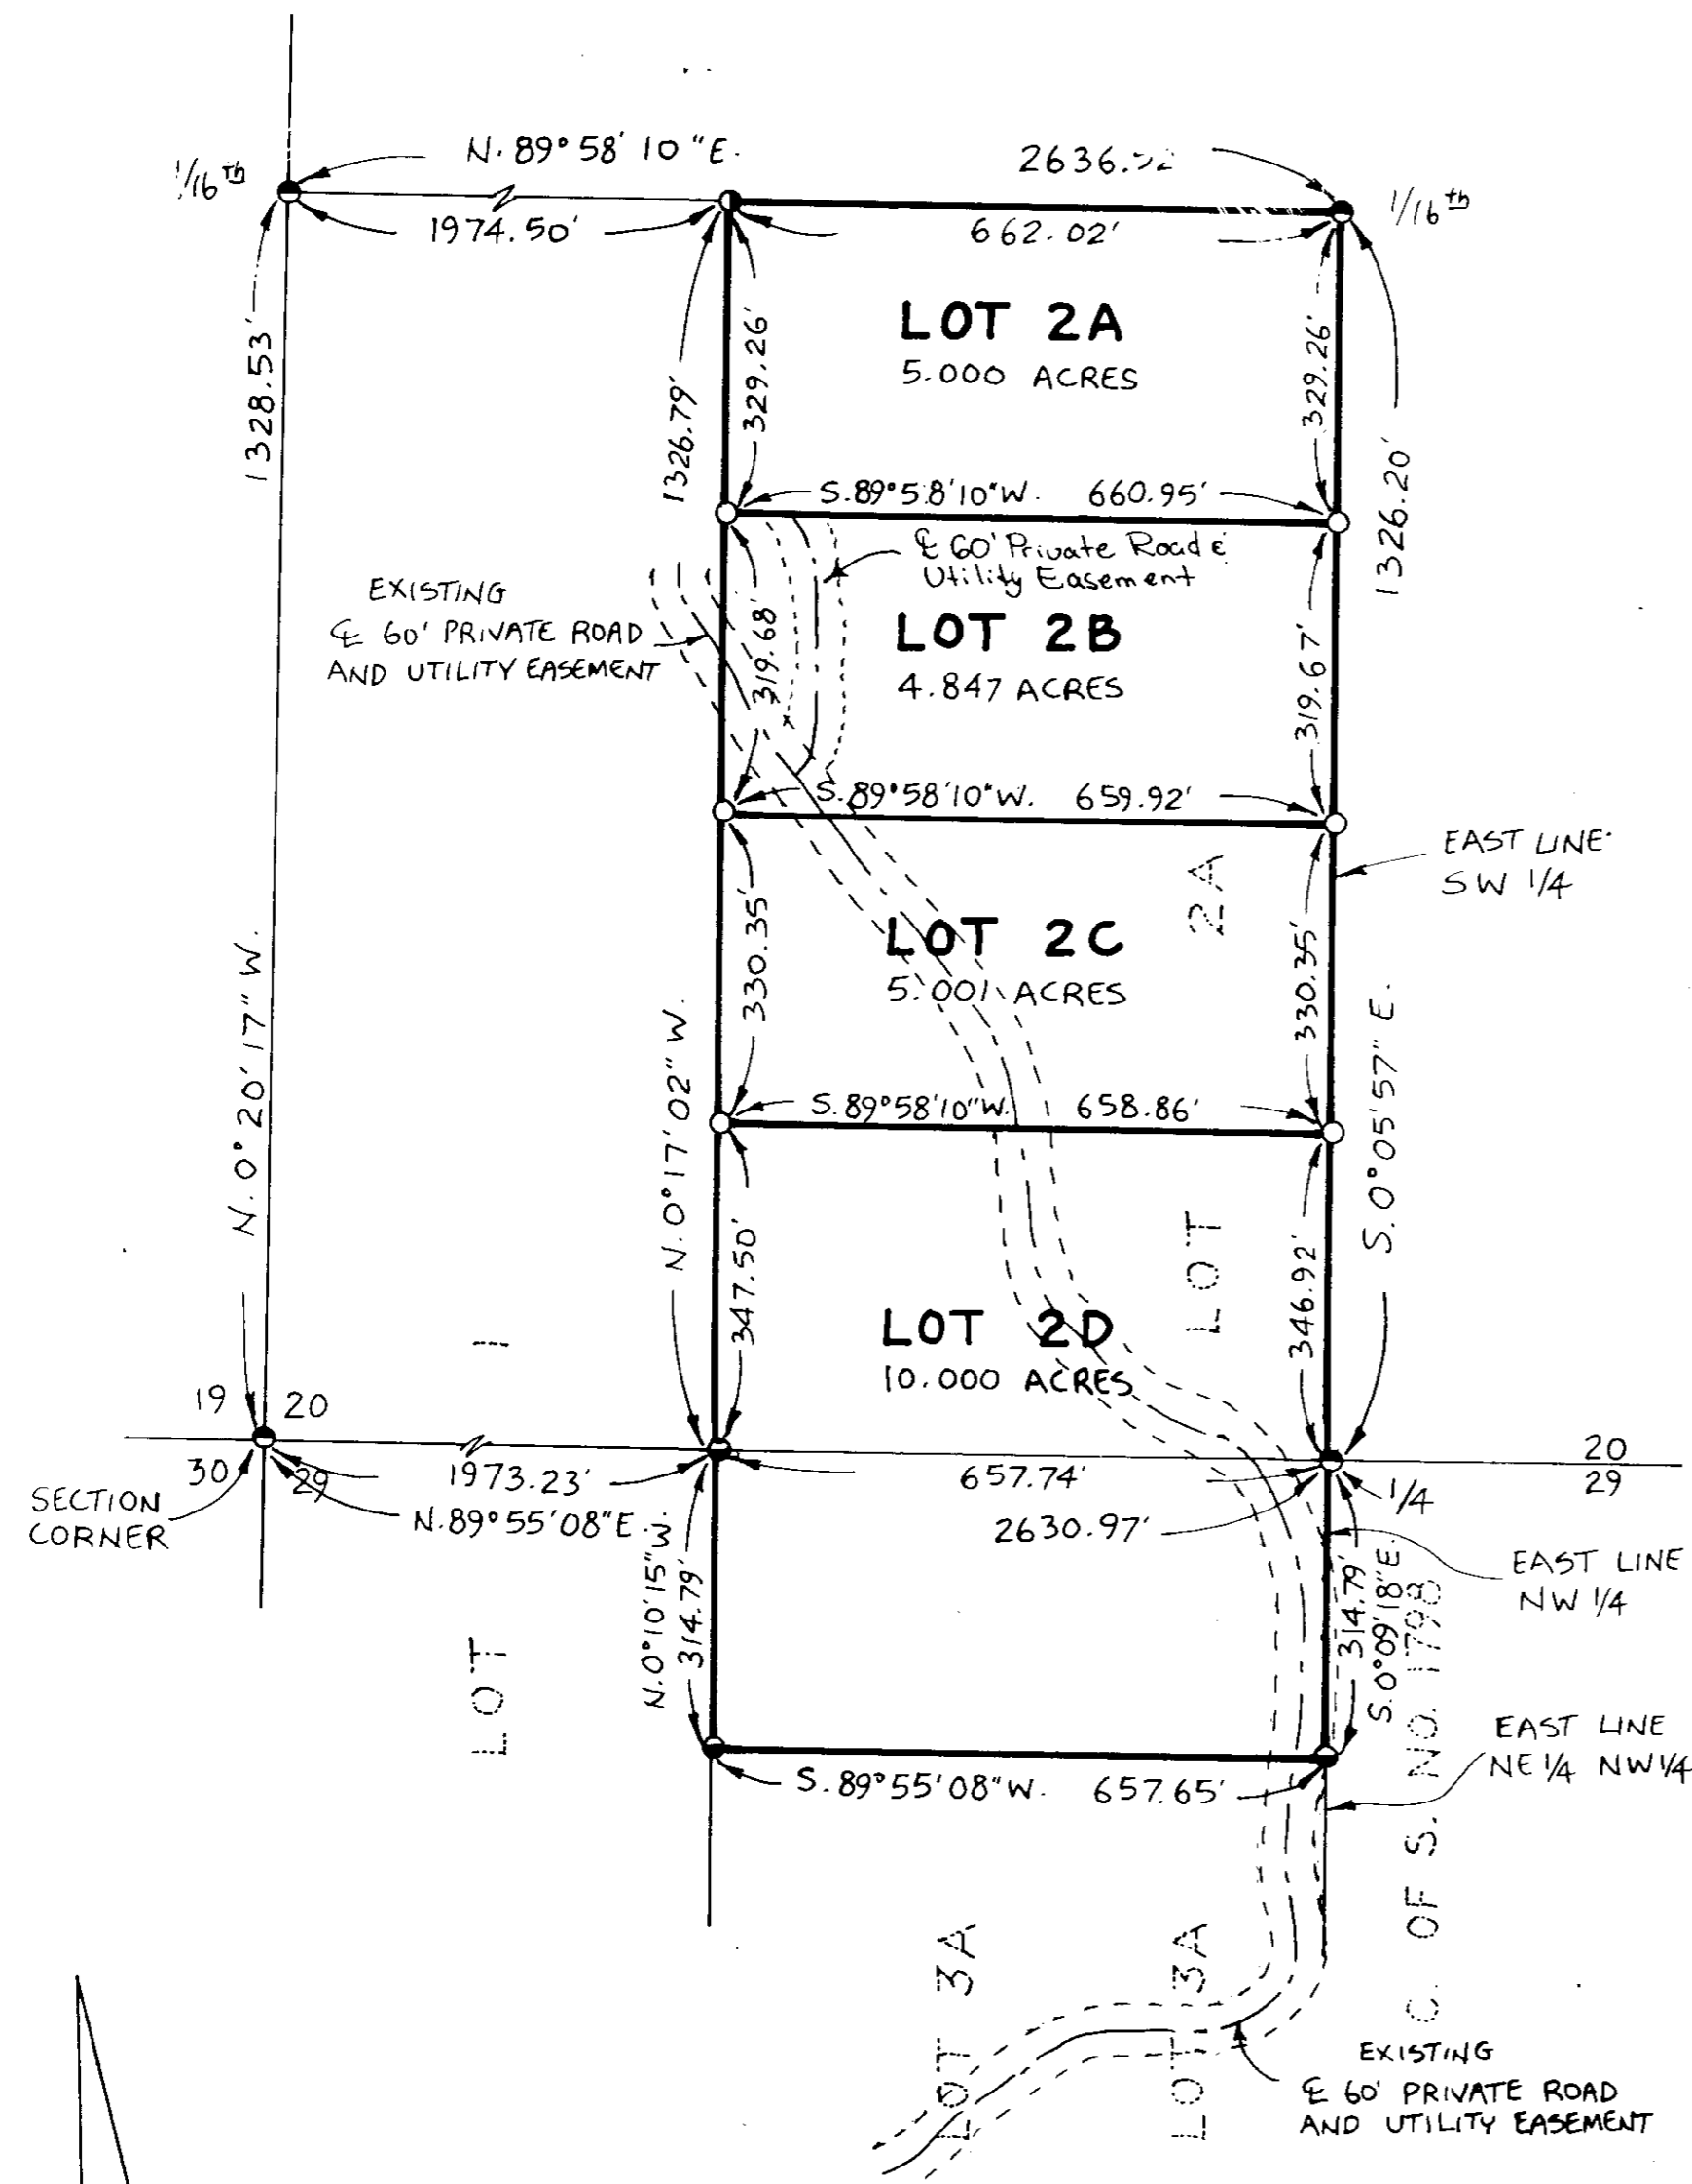 N. 89° 58' 10 "E.
1/16 th
1974.50'
662.02'
1/16 th
1328.53'
1326.79'
329.26'
LOT 2A
5.000 ACRES
329.26'
1326.20'
S.89°58'10"W. 660.95'
℄ 60' Private Road &
Utility Easement
EXISTING
℄ 60' PRIVATE ROAD
AND UTILITY EASEMENT
319.68'
LOT 2B
4.847 ACRES
319.67'
S.89°58'10"W. 659.92'
EAST LINE
SW 1/4
330.35'
LOT 2C
5.001 ACRES
330.35'
LOT 2A
N. 0° 20' 17" W.
N. 0° 17' 02" W.
S. 89°58'10"W. 658.86'
S. 0° 05' 57" E.
347.50'
LOT 2D
10.000 ACRES
346.92'
19 20
30 29
SECTION
CORNER
1973.23'
N.89°55'08"E.
657.74'
2630.97'
1/4
20
29
EAST LINE
NW 1/4
LOT 1
N.0°10'15"W.
314.79'
314.79'
S.0°09'18"E.
C. OF S. NO. 1798
EAST LINE
NE 1/4 NW 1/4
S. 89°55'08"W. 657.65'
LOT 3A
LOT 3A
EXISTING
℄ 60' PRIVATE ROAD
AND UTILITY EASEMENT